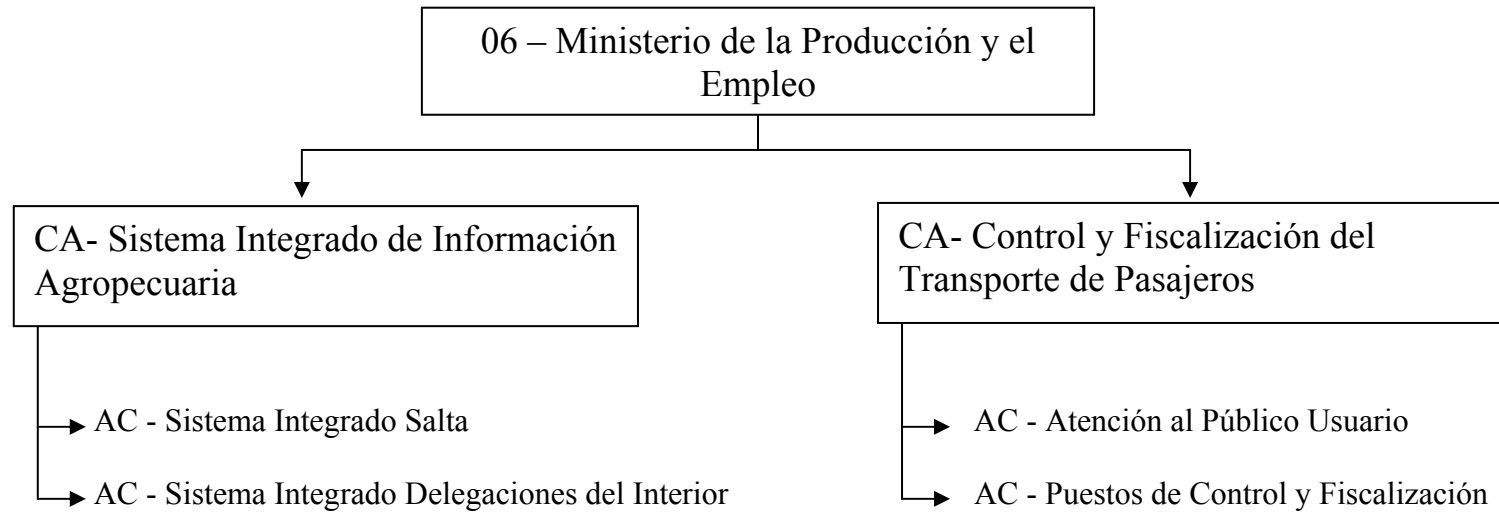 06 – Ministerio de la Producción y el
Empleo
CA- Sistema Integrado de Información
Agropecuaria
AC - Sistema Integrado Salta
AC - Sistema Integrado Delegaciones del Interior
CA- Control y Fiscalización del
Transporte de Pasajeros
AC - Atención al Público Usuario
AC - Puestos de Control y Fiscalización